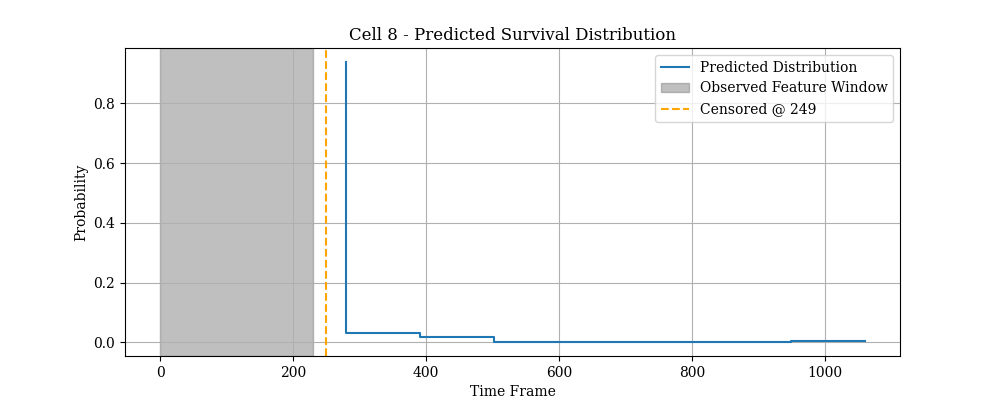 Cell 8 - Predicted Survival Distribution
Predicted Distribution
Observed Feature Window
Censored @ 249
Probability
0.8
0.6
0.4
0.2
0.0
0 200 400 600 800 1000
Time Frame